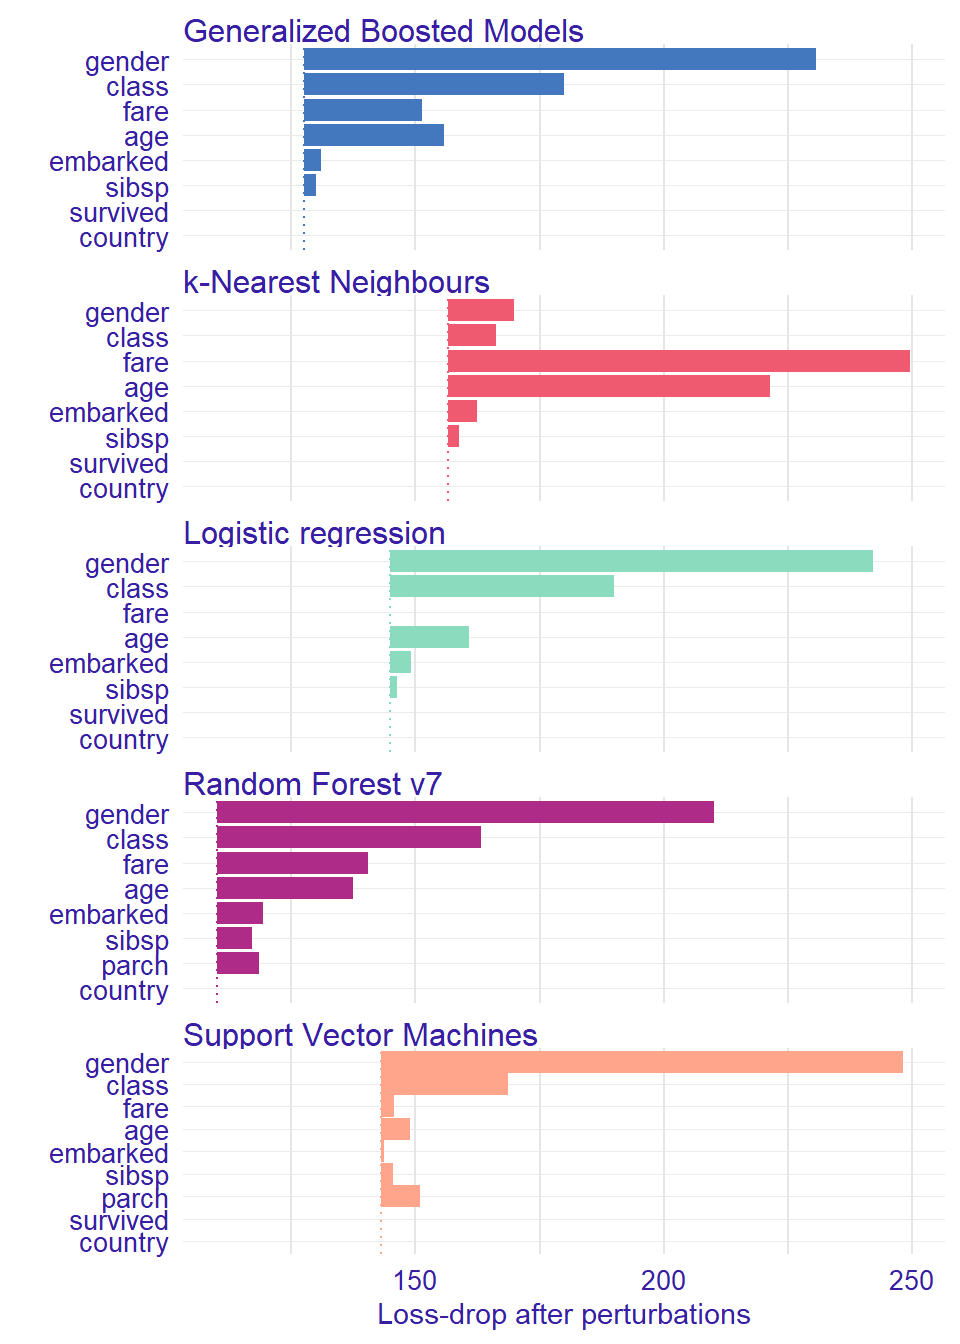 Generalized Boosted Models
gender
class
fare
age
embarked
sibsp
survived
country
k-Nearest Neighbours
gender
class
fare
age
embarked
sibsp
survived
country
Logistic regression
gender
class
fare
age
embarked
sibsp
survived
country
Random Forest v7
gender
class
fare
age
embarked
sibsp
parch
country
Support Vector Machines
gender
class
fare
age
embarked
sibsp
parch
survived
country
150 200 250
Loss-drop after perturbations